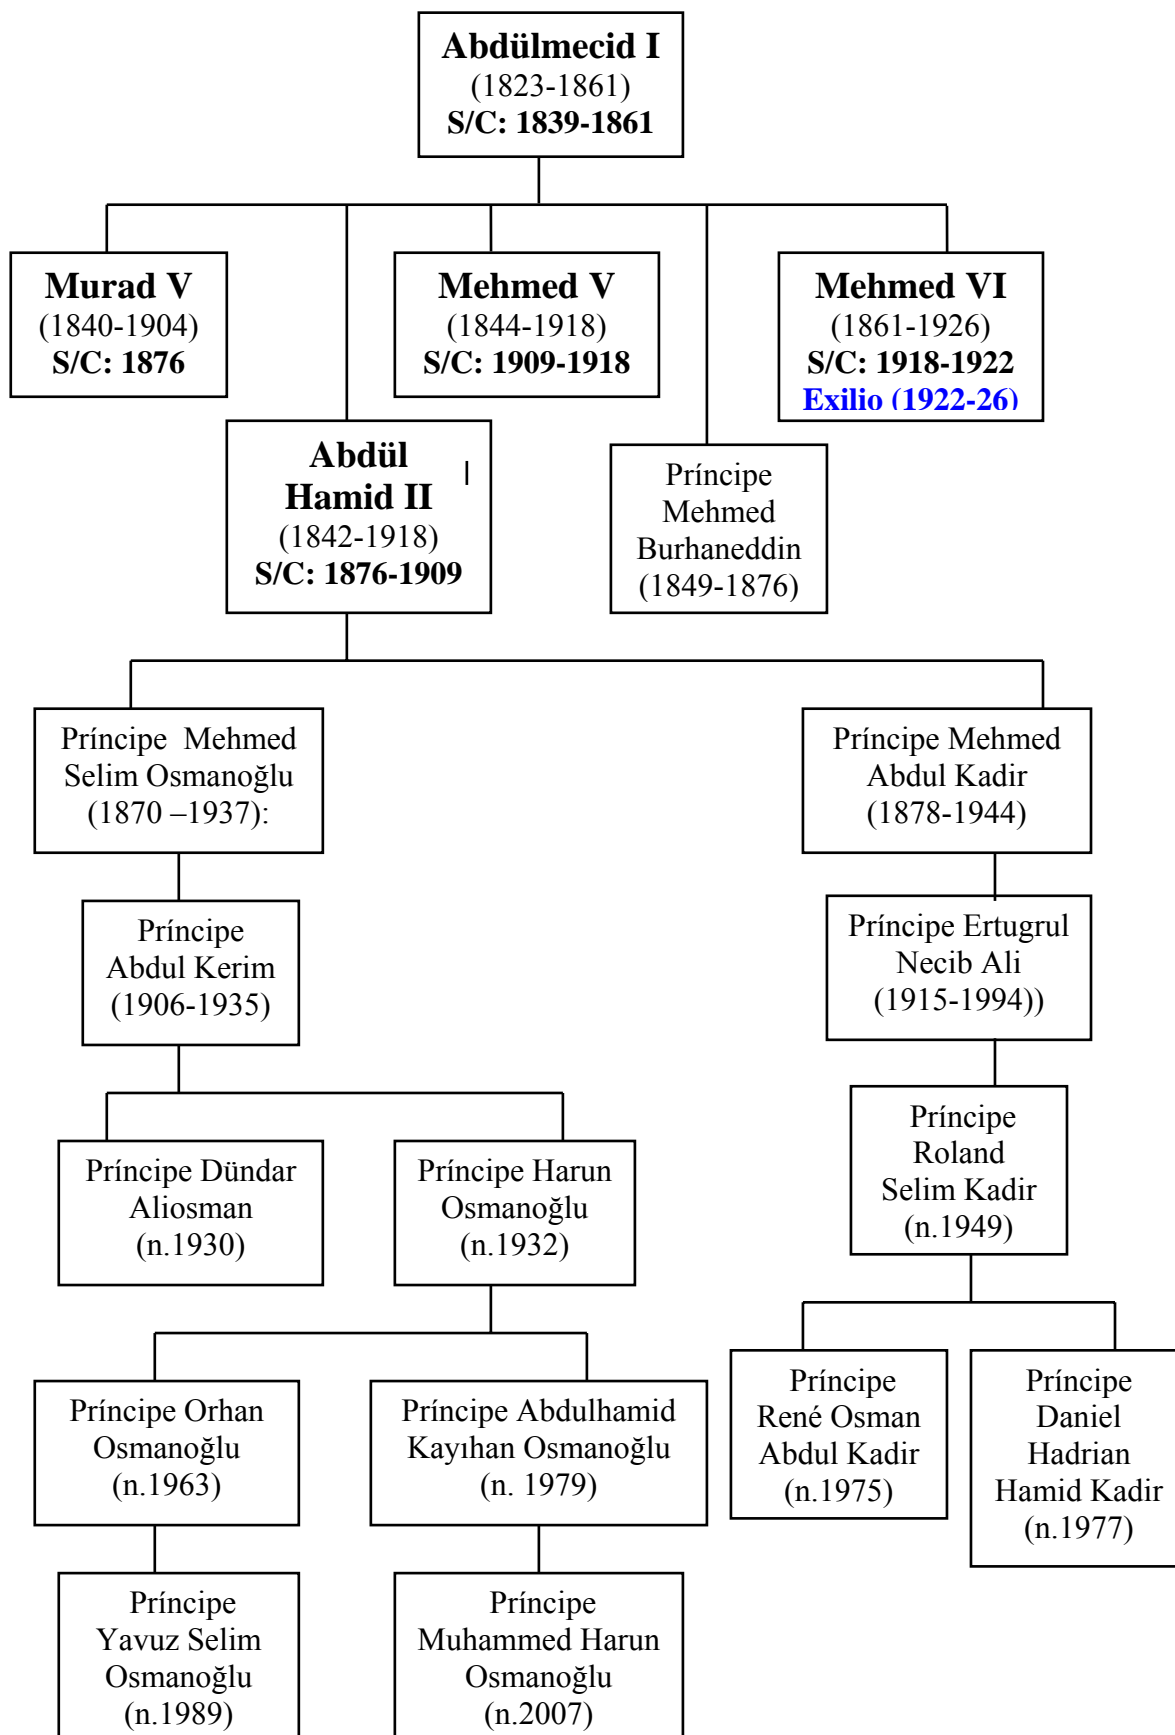 Abdülmecid I
(1823-1861)
S/C: 1839-1861
Murad V
(1840-1904)
S/C: 1876
Mehmed V
(1844-1918)
S/C: 1909-1918
Mehmed VI
(1861-1926)
S/C: 1918-1922
Exilio (1922-26)
Abdül
Hamid II
(1842-1918)
S/C: 1876-1909
Príncipe
Mehmed
Burhaneddin
(1849-1876)
Príncipe Mehmed
Selim Osmanoğlu
(1870 –1937):
Príncipe Mehmed
Abdul Kadir
(1878-1944)
Príncipe
Abdul Kerim
(1906-1935)
Príncipe Ertugrul
Necib Ali
(1915-1994))
Príncipe Dündar
Aliosman
(n.1930)
Príncipe Harun
Osmanoğlu
(n.1932)
Príncipe
Roland
Selim Kadir
(n.1949)
Príncipe Orhan
Osmanoğlu
(n.1963)
Príncipe Abdulhamid
Kayıhan Osmanoğlu
(n. 1979)
Príncipe
René Osman
Abdul Kadir
(n.1975)
Príncipe
Daniel
Hadrian
Hamid Kadir
(n.1977)
Príncipe
Yavuz Selim
Osmanoğlu
(n.1989)
Príncipe
Muhammed Harun
Osmanoğlu
(n.2007)